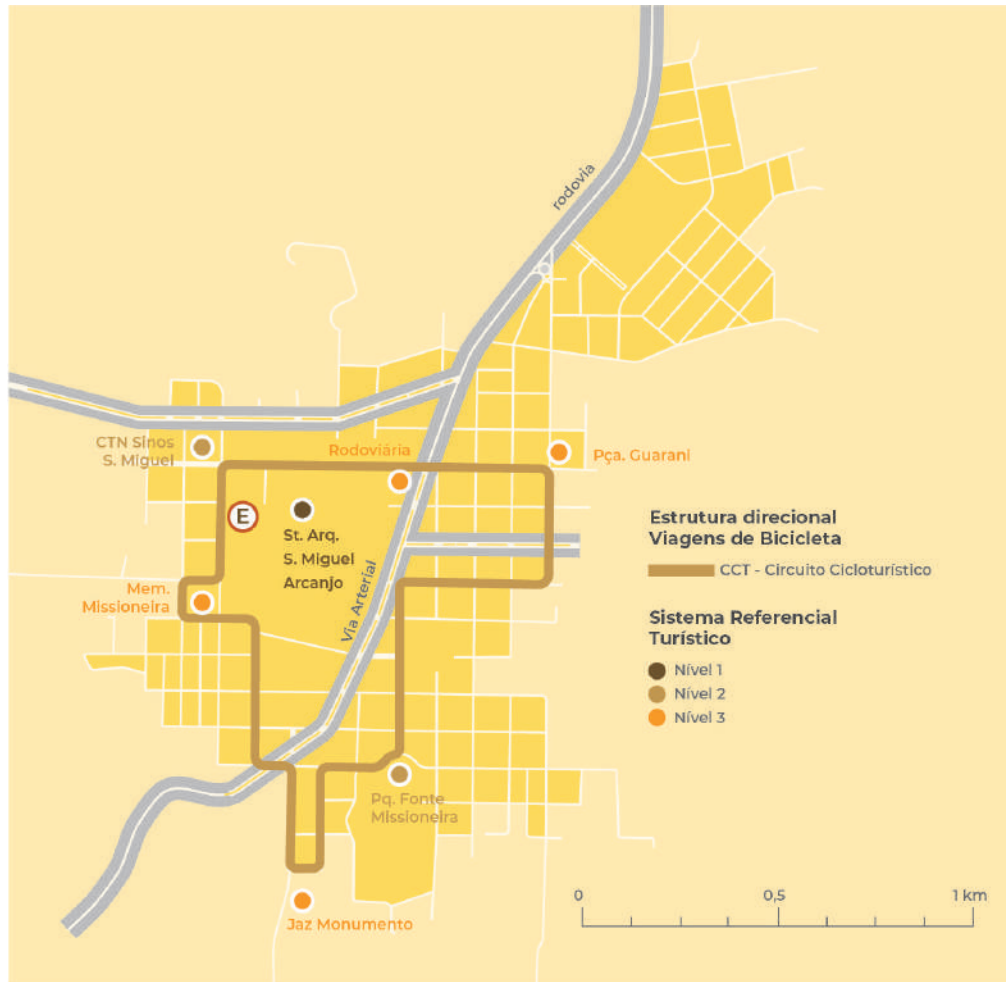 rodovia
CTN Sinos
S. Miguel
Rodoviária
Pça. Guarani
E
St. Arq.
S. Miguel
Arcanjo
Mem.
Missioneira
Via Arterial
Pq. Fonte
Missioneira
Jaz Monumento
Estrutura direcional
Viagens de Bicicleta
CCT - Circuito Cicloturístico
Sistema Referencial
Turístico
Nível 1
Nível 2
Nível 3
0
0,5
1 km